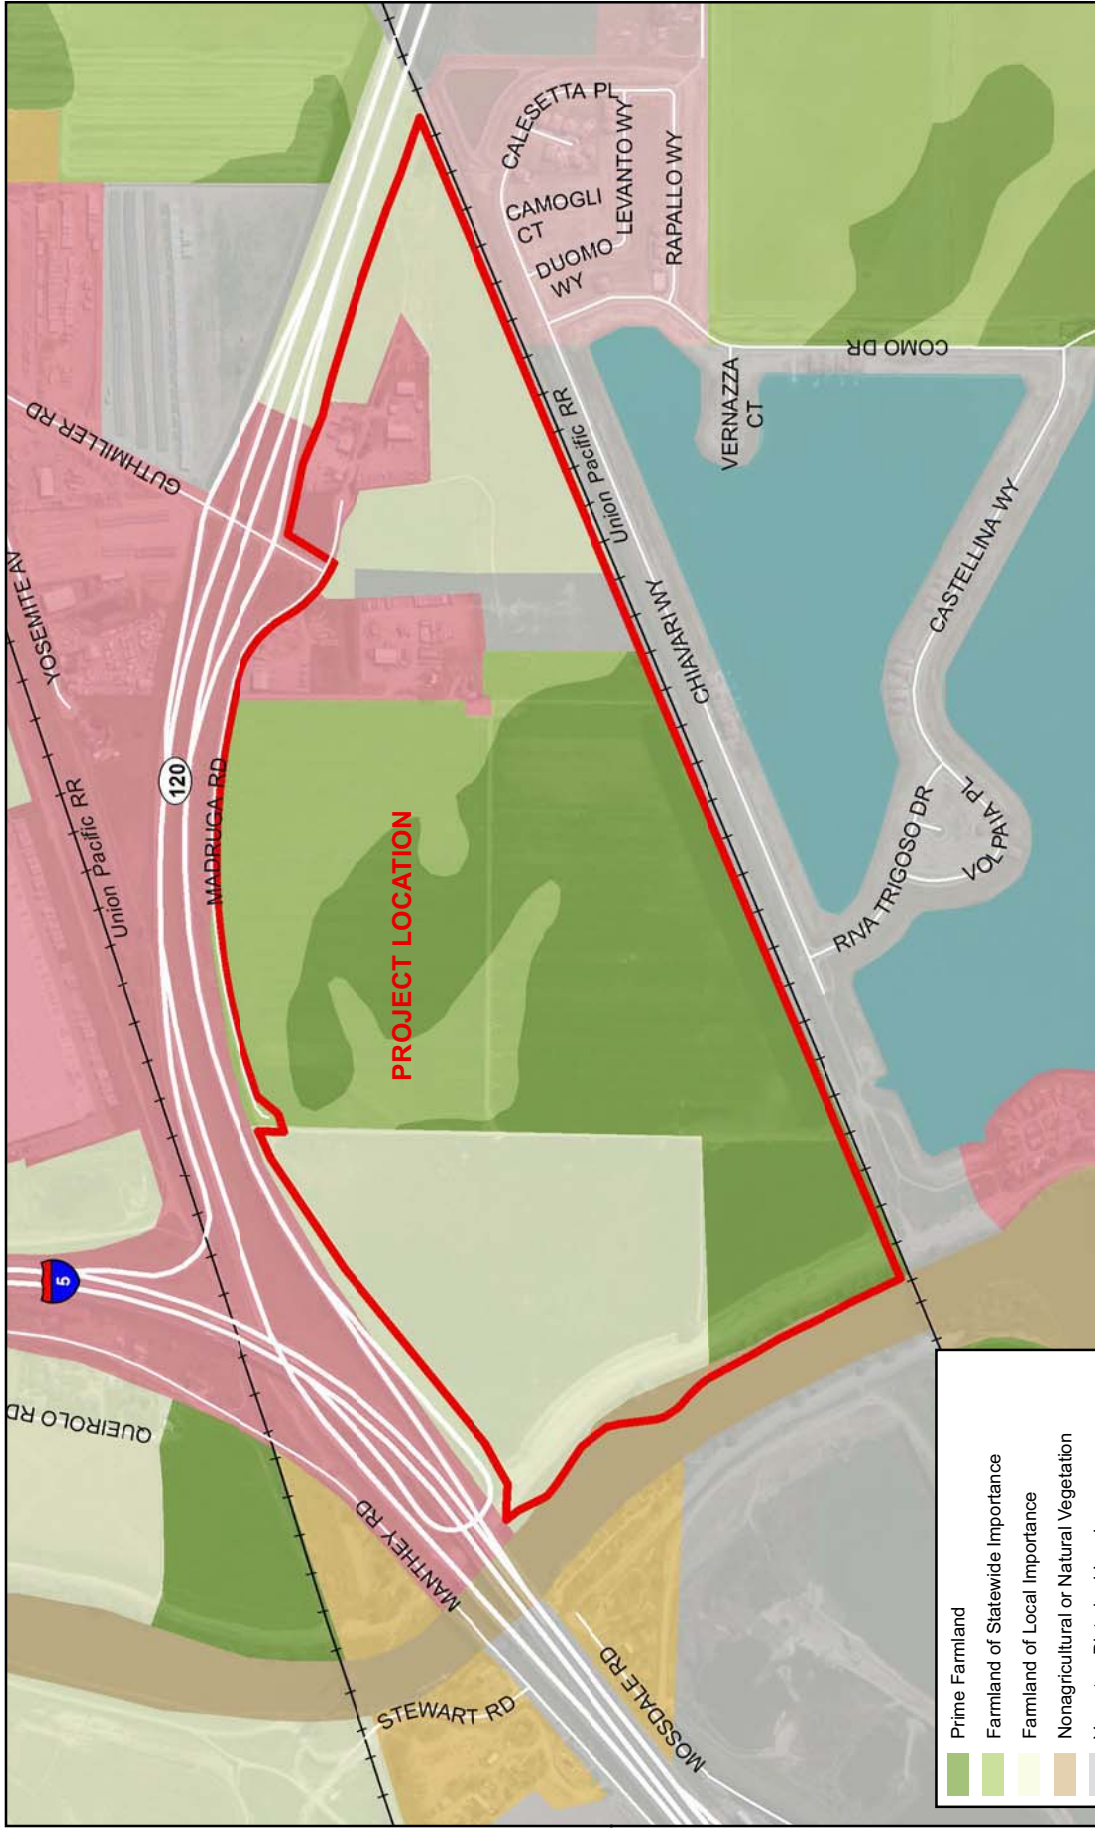 GUTHMILLER RD
YOSEMITE AV
Union Pacific RR
120
MADRUGA RD
5
QUEIROLO RD
MANTHEY RD
STEWART RD
MOSSDALE RD
PROJECT LOCATION
CALESETTA PL
LEVANTO WY
CAMOGLI
CT
DUOMO
WY
RAPALLO WY
Union Pacific RR
CHIAVARI WY
VERNAZZA
CT
COMO DR
CASTELLINA WY
RIVA TRIGOSO DR
VOLPAIA PL
Prime Farmland
Farmland of Statewide Importance
Farmland of Local Importance
Nonagricultural or Natural Vegetation